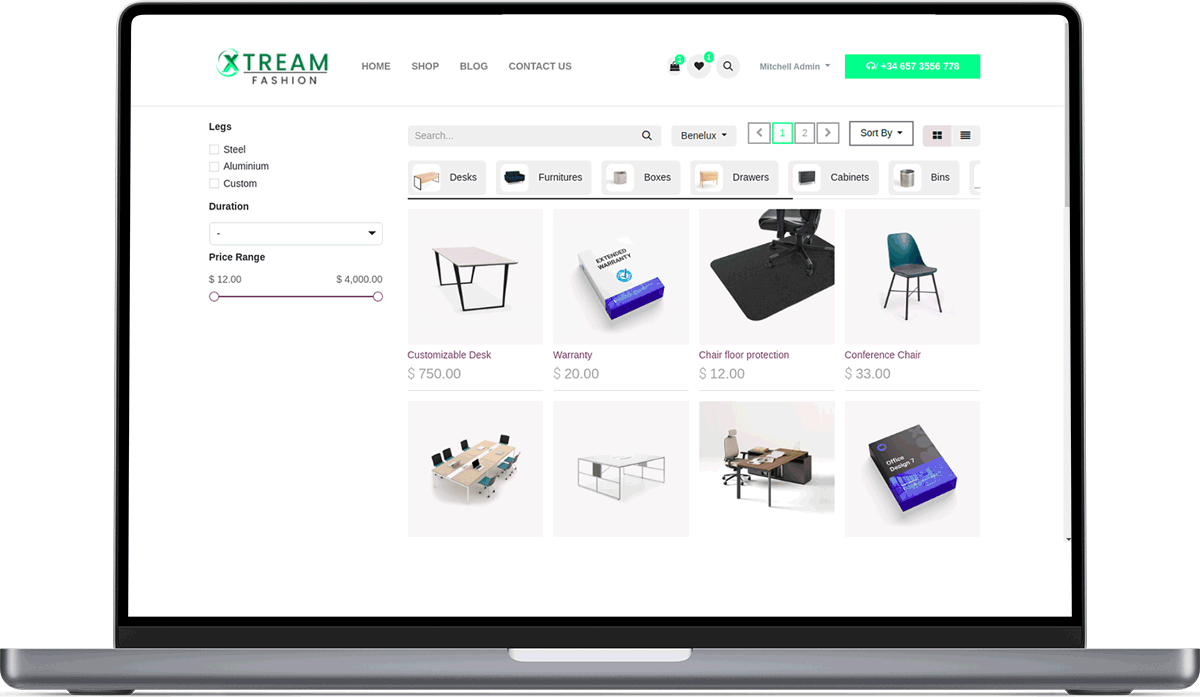 XTREAM
FASHION
HOME
SHOP
BLOG
CONTACT US
1
1
Mitchell Admin
/ +34 657 3556 778
Legs
Steel
Aluminium
Custom
Duration
-
Price Range
$ 12.00
$ 4,000.00
Search...
Benelux
1
2
Sort By
Desks
Furnitures
Boxes
Drawers
Cabinets
Bins
EXTENDED
WARRANTY
Customizable Desk
$ 750.00
Warranty
$ 20.00
Chair floor protection
$ 12.00
Conference Chair
$ 33.00
Office
Design 7